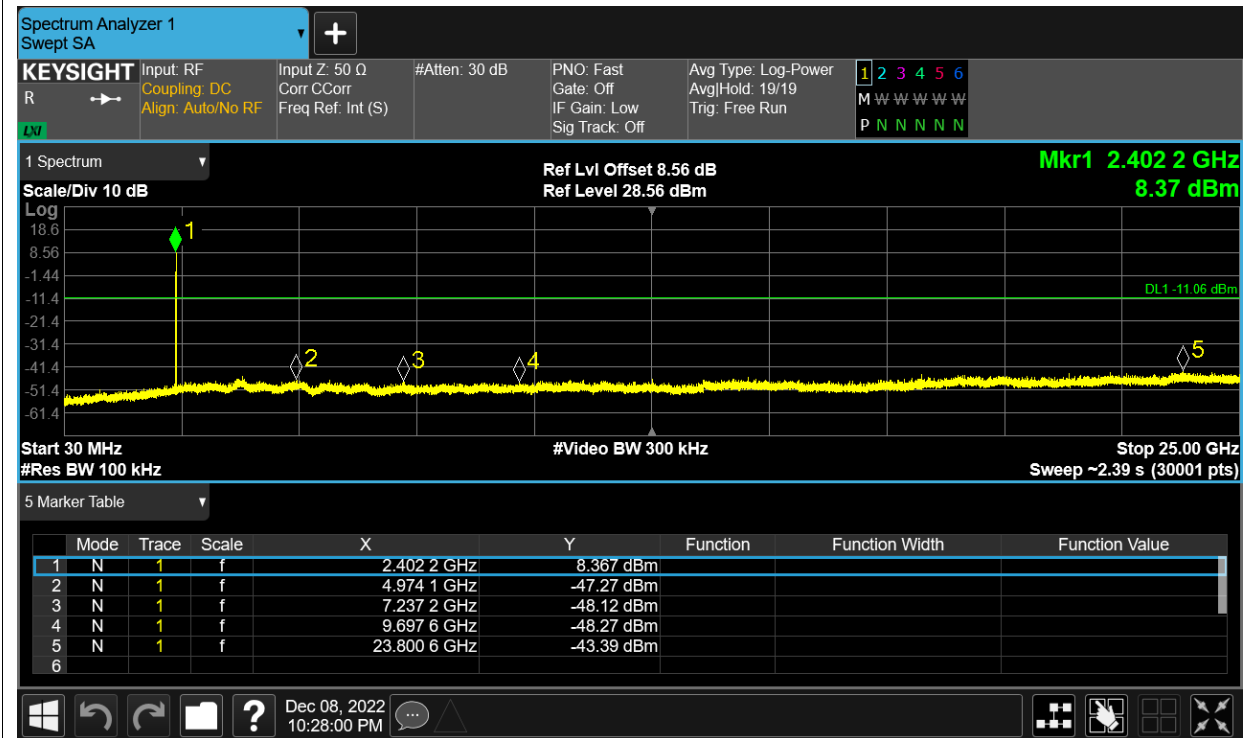 Spectrum Analyzer 1
Swept SA
KEYSIGHT
R
LXI
Input: RF
Coupling: DC
Align: Auto/No RF
Input Z: 50 Ω
Corr CCorr
Freq Ref: Int (S)
#Atten: 30 dB
PNO: Fast
Gate: Off
IF Gain: Low
Sig Track: Off
Avg Type: Log-Power
Avg|Hold: 19/19
Trig: Free Run
1 2 3 4 5 6
M W W W W W
P N N N N N
1 Spectrum
Scale/Div 10 dB
Ref Lvl Offset 8.56 dB
Ref Level 28.56 dBm
Mkr1 2.402 2 GHz
8.37 dBm
Log
18.6
8.56
-1.44
-11.4
-21.4
-31.4
-41.4
-51.4
-61.4
1
DL1 -11.06 dBm
2
3
4
5
Start 30 MHz
#Res BW 100 kHz
#Video BW 300 kHz
Stop 25.00 GHz
Sweep ~2.39 s (30001 pts)
5 Marker Table
Mode Trace Scale X Y Function Function Width Function Value
1 N 1 f 2.402 2 GHz 8.367 dBm
2 N 1 f 4.974 1 GHz -47.27 dBm
3 N 1 f 7.237 2 GHz -48.12 dBm
4 N 1 f 9.697 6 GHz -48.27 dBm
5 N 1 f 23.800 6 GHz -43.39 dBm
6
?
Dec 08, 2022
10:28:00 PM